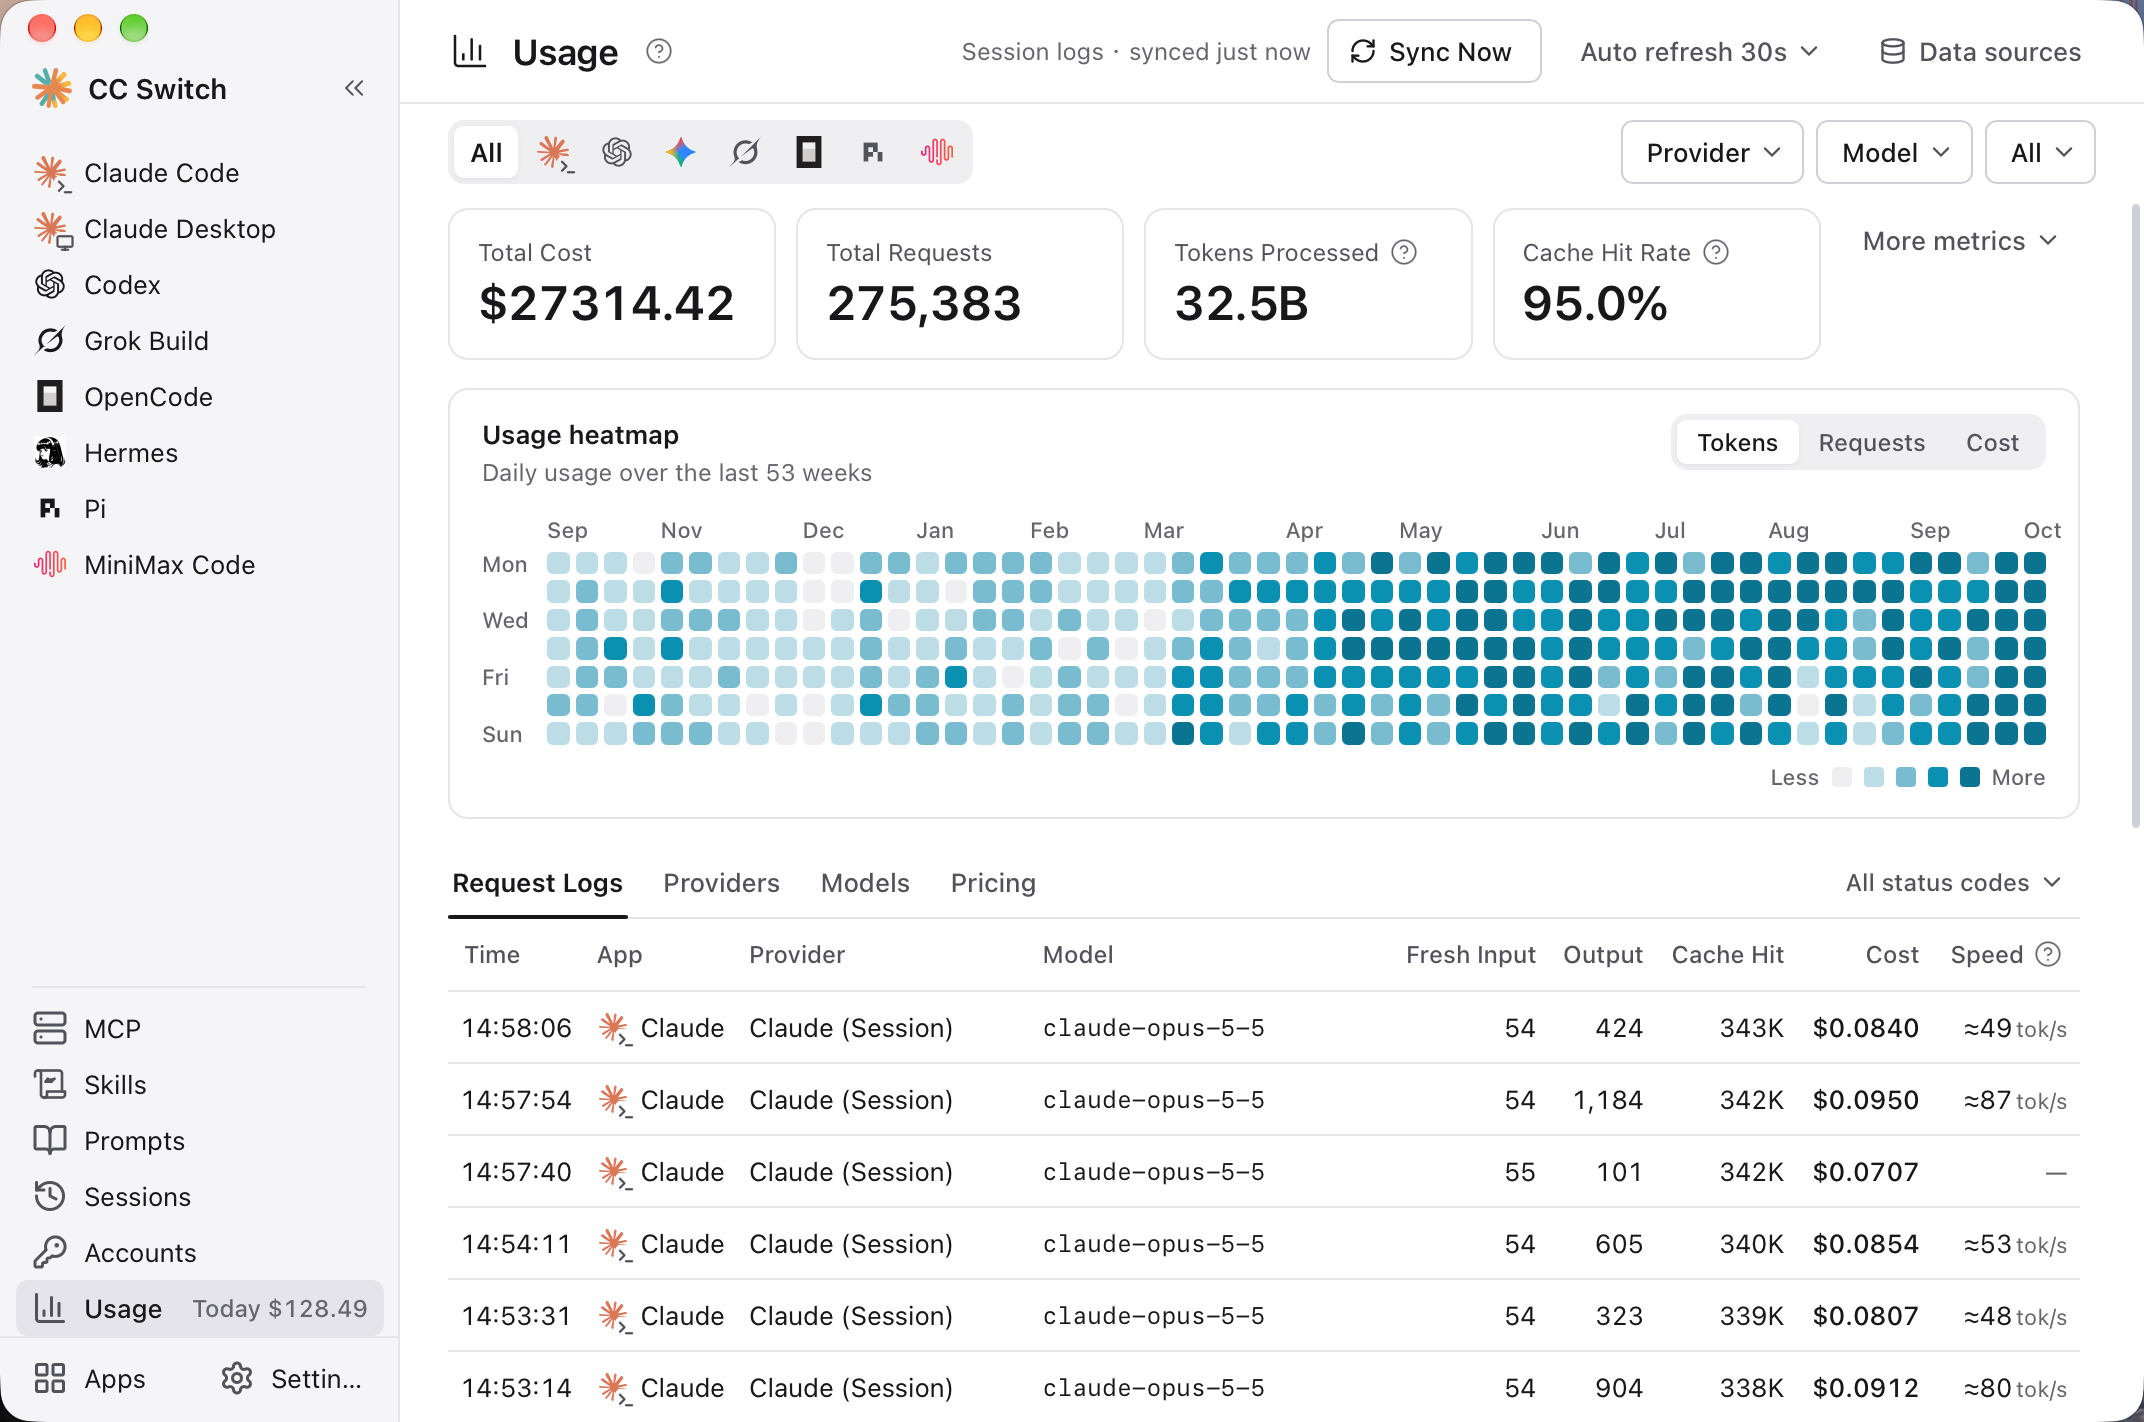 CC Switch
Claude Code
Claude Desktop
Codex
Grok Build
OpenCode
Hermes
Pi
MiniMax Code
MCP
Skills
Prompts
Sessions
Accounts
Usage Today $128.49
Apps Settin...
Usage
Session logs · synced just now Sync Now Auto refresh 30s Data sources
All Provider Model All
Total Cost
$27314.42
Total Requests
275,383
Tokens Processed
32.5B
Cache Hit Rate
95.0%
More metrics
Usage heatmap
Daily usage over the last 53 weeks
Tokens Requests Cost
Sep Nov Dec Jan Feb Mar Apr May Jun Jul Aug Sep Oct
Mon
Wed
Fri
Sun
Less More
Request Logs Providers Models Pricing All status codes
Time App Provider Model Fresh Input Output Cache Hit Cost Speed
14:58:06 Claude Claude (Session) claude-opus-5-5 54 424 343K $0.0840 ≈49 tok/s
14:57:54 Claude Claude (Session) claude-opus-5-5 54 1,184 342K $0.0950 ≈87 tok/s
14:57:40 Claude Claude (Session) claude-opus-5-5 55 101 342K $0.0707 —
14:54:11 Claude Claude (Session) claude-opus-5-5 54 605 340K $0.0854 ≈53 tok/s
14:53:31 Claude Claude (Session) claude-opus-5-5 54 323 339K $0.0807 ≈48 tok/s
14:53:14 Claude Claude (Session) claude-opus-5-5 54 904 338K $0.0912 ≈80 tok/s